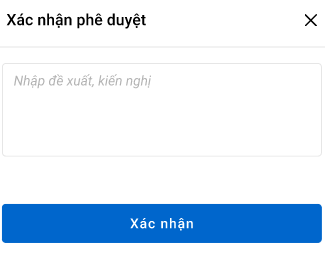 Xác nhận phê duyệt
Nhập đề xuất, kiến nghị
Xác nhận